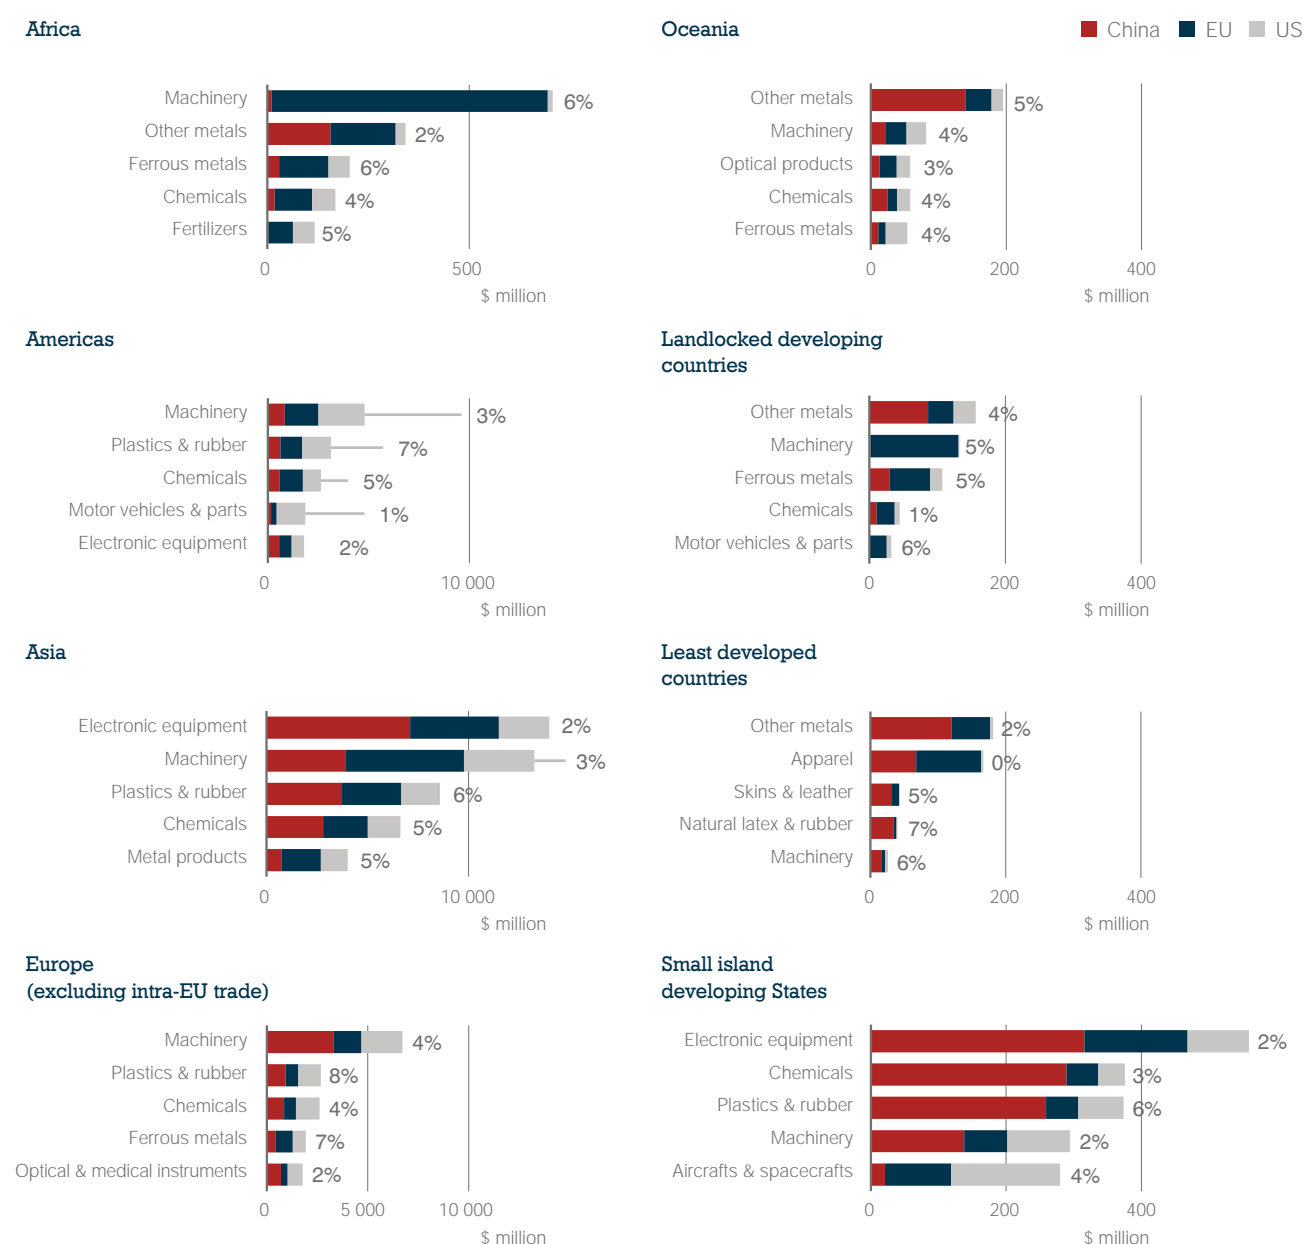 Africa
Machinery 6%
Other metals 2%
Ferrous metals 6%
Chemicals 4%
Fertilizers 5%
0 500
$ million
Oceania
China EU US
Other metals 5%
Machinery 4%
Optical products 3%
Chemicals 4%
Ferrous metals 4%
0 200 400
$ million
Americas
Machinery 3%
Plastics & rubber 7%
Chemicals 5%
Motor vehicles & parts 1%
Electronic equipment 2%
0 10 000
$ million
Landlocked developing
countries
Other metals 4%
Machinery 5%
Ferrous metals 5%
Chemicals 1%
Motor vehicles & parts 6%
0 200 400
$ million
Asia
Electronic equipment 2%
Machinery 3%
Plastics & rubber 6%
Chemicals 5%
Metal products 5%
0 10 000
$ million
Least developed
countries
Other metals 2%
Apparel 0%
Skins & leather 5%
Natural latex & rubber 7%
Machinery 6%
0 200 400
$ million
Europe
(excluding intra-EU trade)
Machinery 4%
Plastics & rubber 8%
Chemicals 4%
Ferrous metals 7%
Optical & medical instruments 2%
0 5 000 10 000
$ million
Small island
developing States
Electronic equipment 2%
Chemicals 3%
Plastics & rubber 6%
Machinery 2%
Aircrafts & spacecrafts 4%
0 200 400
$ million